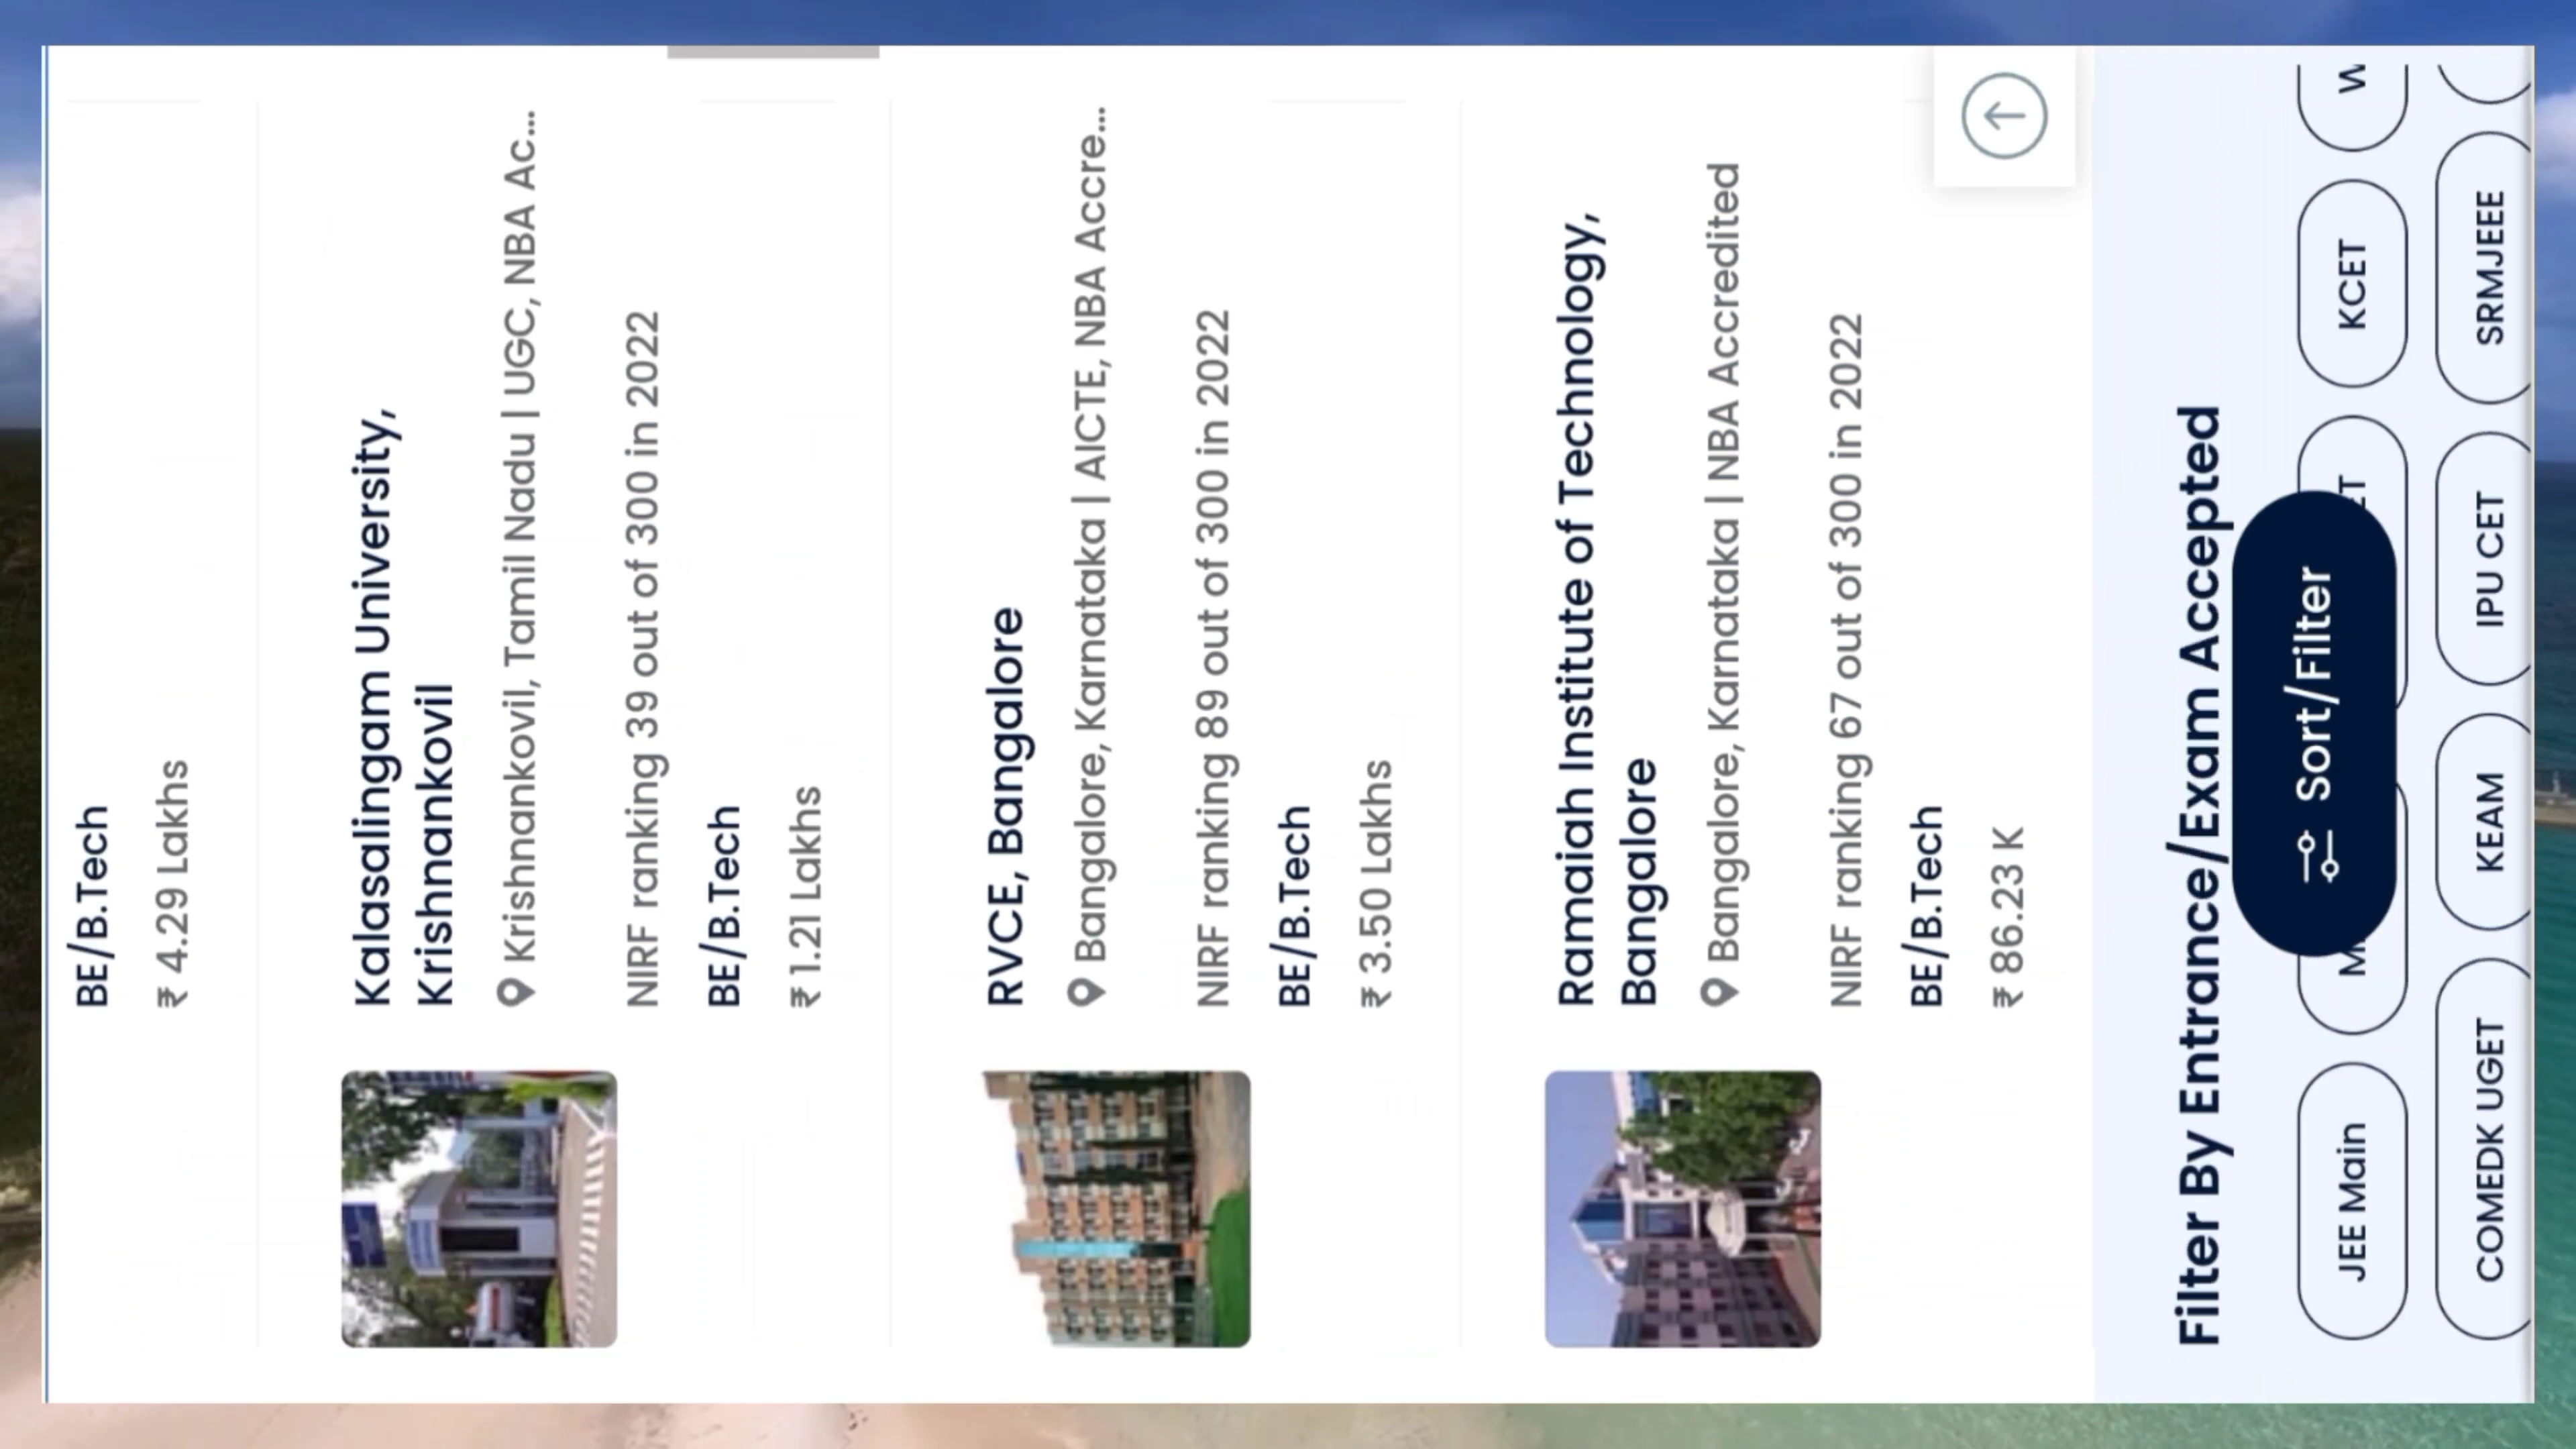 BE/B.Tech
₹ 4.29 Lakhs
Kalasalingam University,
Krishnankovil
Krishnankovil, Tamil Nadu | UGC, NBA Ac...
NIRF ranking 39 out of 300 in 2022
BE/B.Tech
₹ 1.21 Lakhs
RVCE, Bangalore
Bangalore, Karnataka | AICTE, NBA Accre...
NIRF ranking 89 out of 300 in 2022
BE/B.Tech
₹ 3.50 Lakhs
Ramaiah Institute of Technology,
Bangalore
Bangalore, Karnataka | NBA Accredited
NIRF ranking 67 out of 300 in 2022
BE/B.Tech
₹ 86.23 K
Filter By Entrance/Exam Accepted
Sort/Filter
JEE Main KCET
COMEDK UGET KEAM IPU CET SRMJEEE